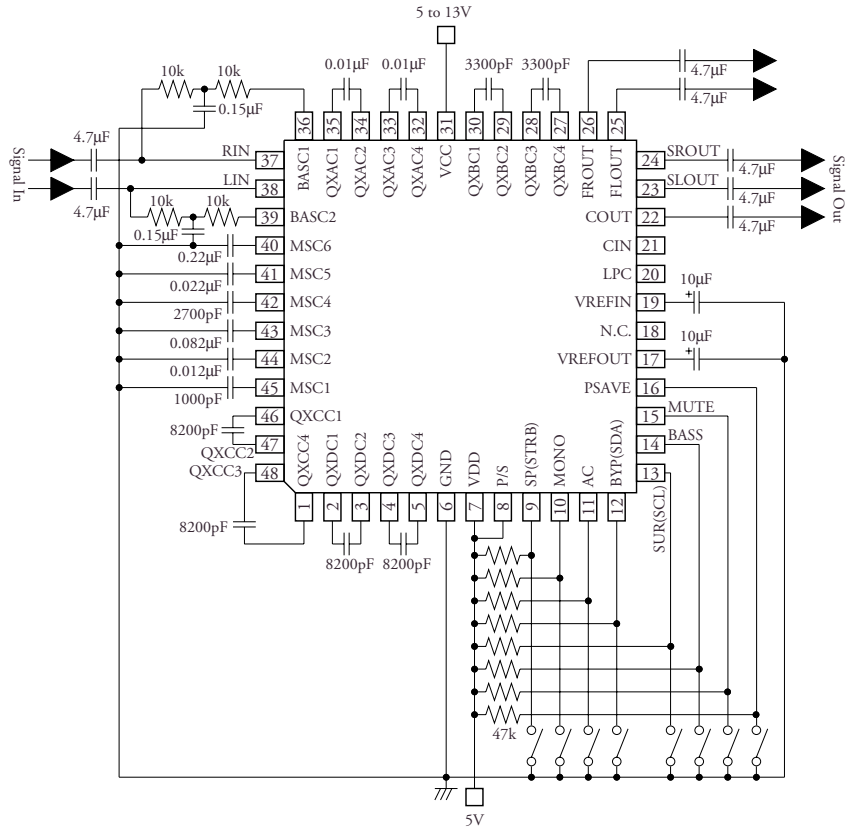 5 to 13V
10k 10k 0.01µF 0.01µF 3300pF 3300pF 4.7µF
0.15µF 4.7µF
36 35 34 33 32 31 30 29 28 27 26 25
BASC1 QXAC1 QXAC2 QXAC3 QXAC4 VCC QXBC1 QXBC2 QXBC3 QXBC4 FROUT FLOUT
Signal In
4.7µF RIN 37
LIN 38
4.7µF
10k 10k 39 BASC2
0.15µF
40 MSC6
0.22µF
41 MSC5
0.022µF
42 MSC4
2700pF
43 MSC3
0.082µF
44 MSC2
0.012µF
45 MSC1
1000pF
46 QXCC1
8200pF
47
QXCC2
QXCC3 48
8200pF
24 SROUT 4.7µF
23 SLOUT 4.7µF
COUT 22 4.7µF
Signal Out
CIN 21
LPC 20
10µF
VREFIN 19 +
N.C. 18
10µF
VREFOUT 17 +
PSAVE 16
15 MUTE
14 BASS
13
SUR(SCL)
QXCC4 QXDC1 QXDC2 QXDC3 QXDC4 GND VDD P/S SP(STRB) MONO AC BYP(SDA)
1 2 3 4 5 6 7 8 9 10 11 12
8200pF 8200pF
47k
5V